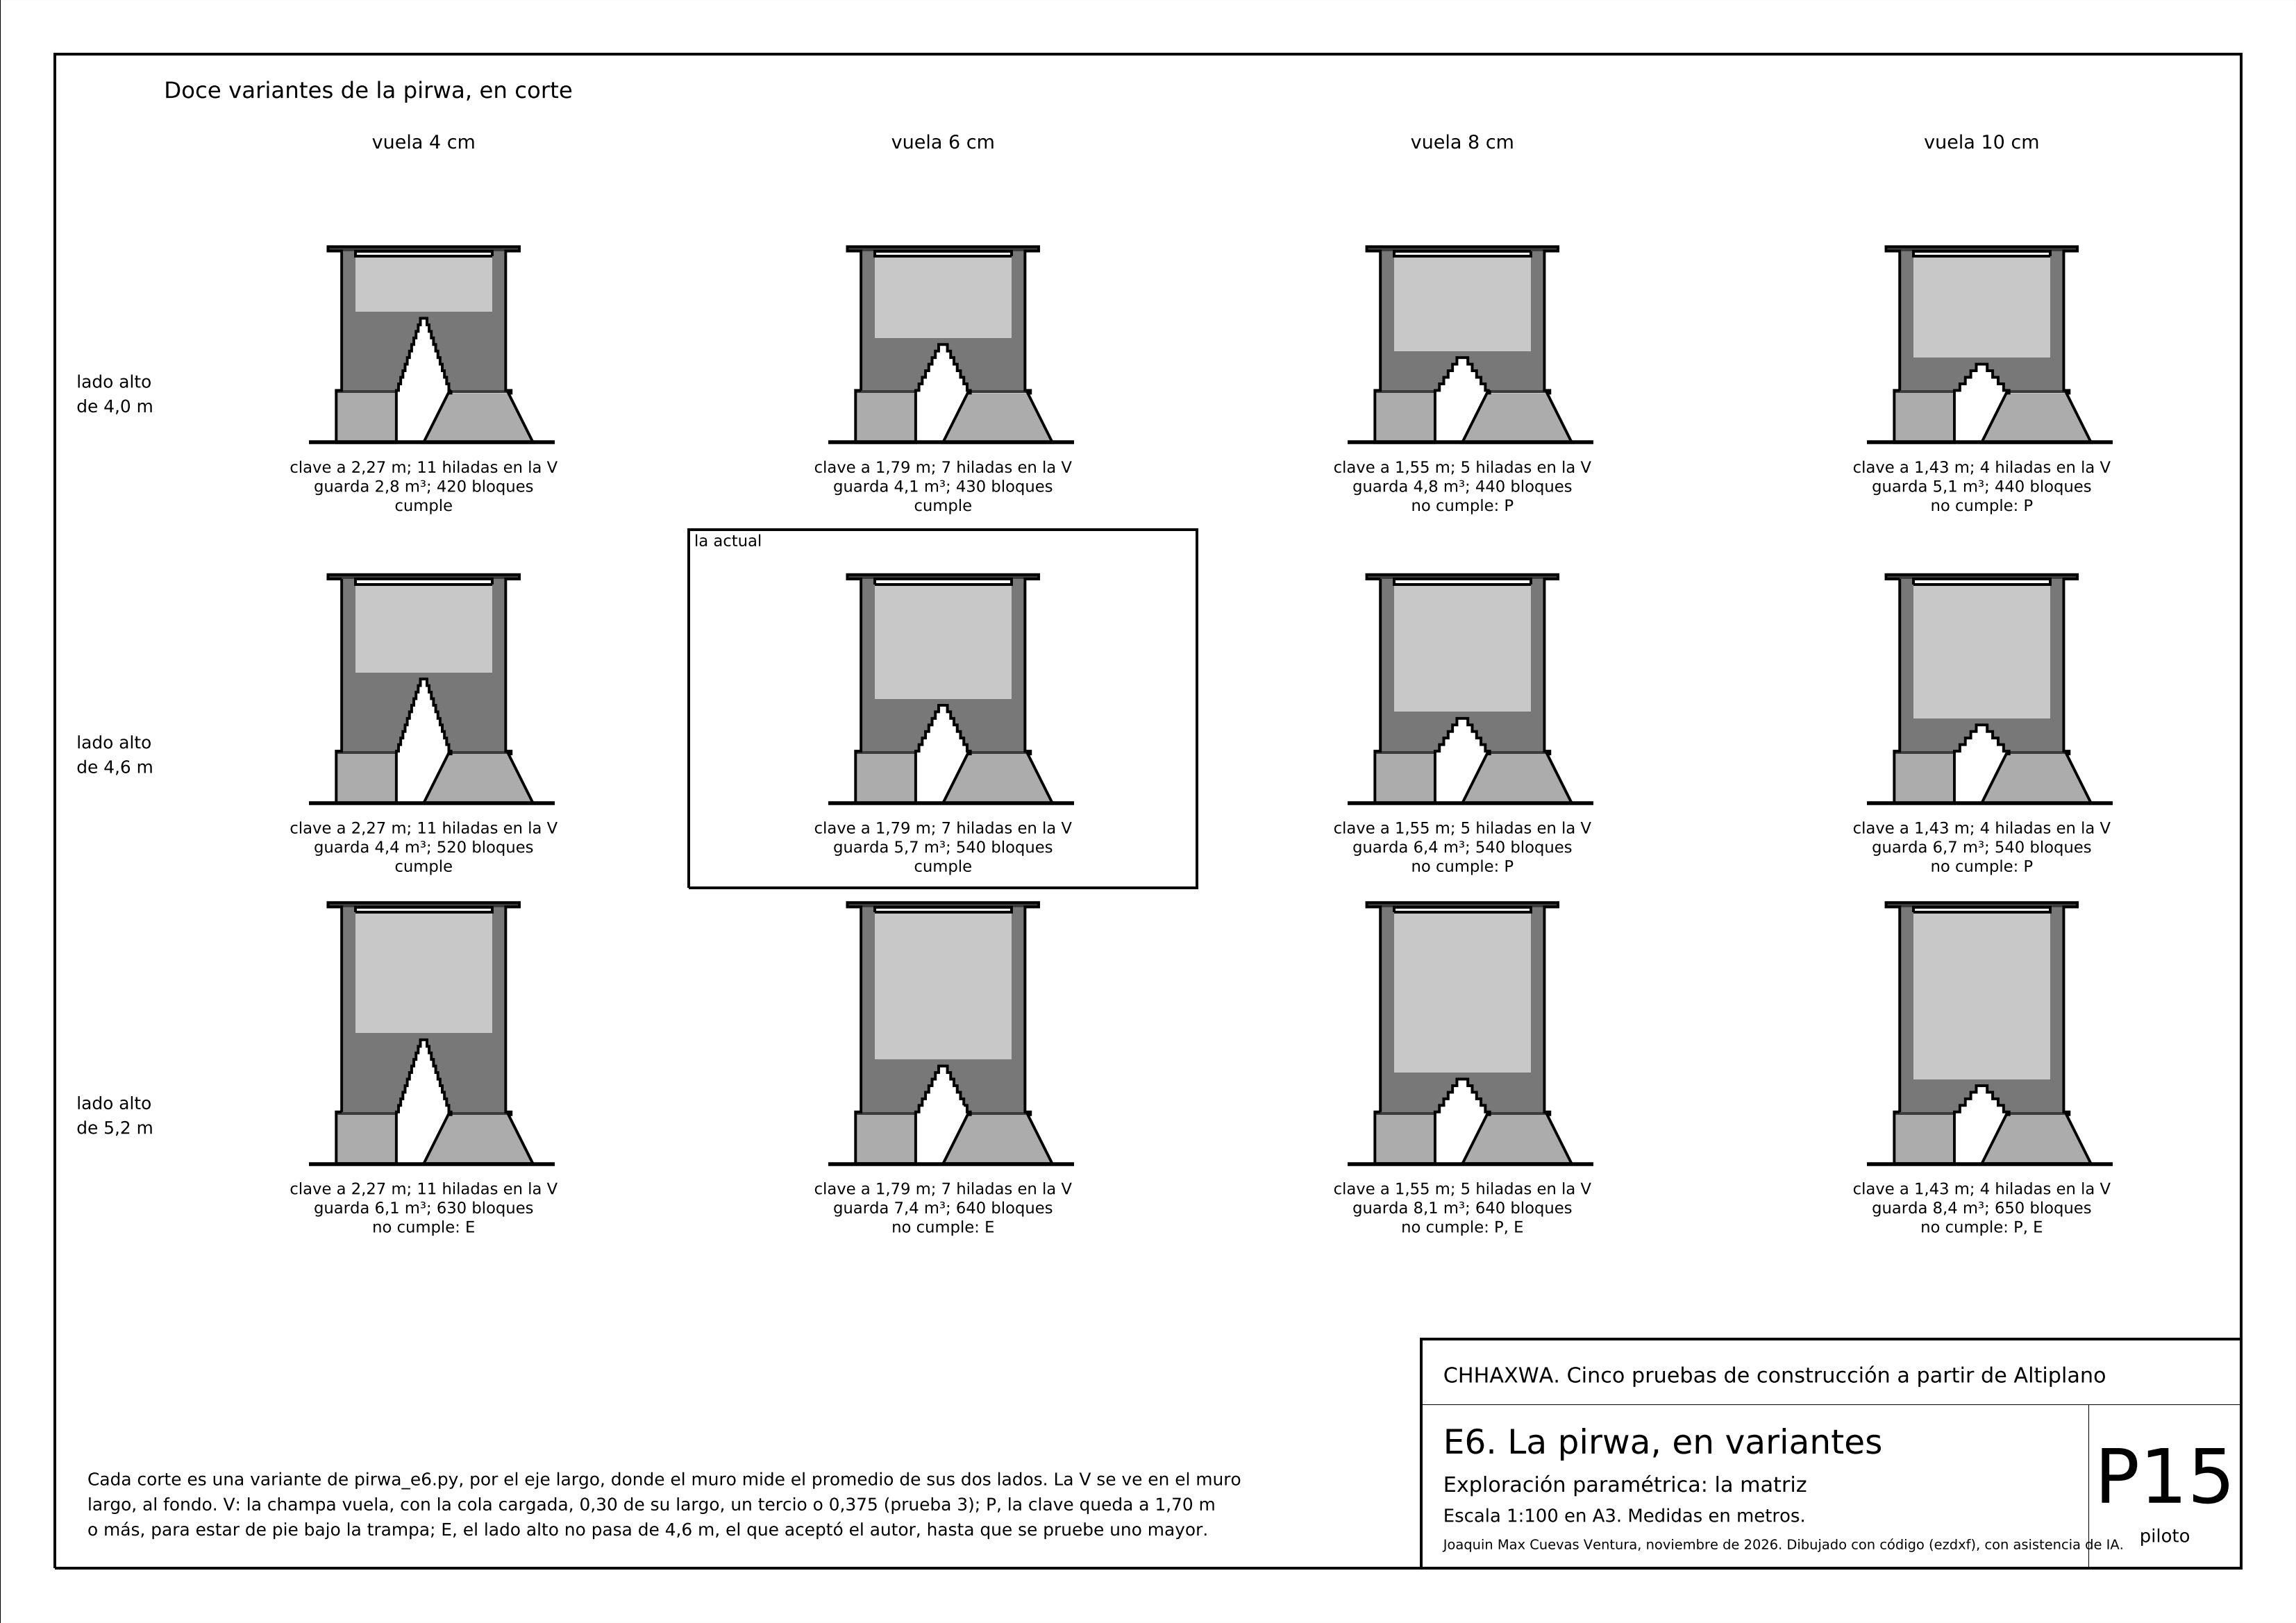 Doce variantes de la pirwa, en corte
vuela 4 cm
vuela 6 cm
vuela 8 cm
vuela 10 cm
lado alto
de 4,0 m
clave a 2,27 m; 11 hiladas en la V
guarda 2,8 m³; 420 bloques
cumple
clave a 1,79 m; 7 hiladas en la V
guarda 4,1 m³; 430 bloques
cumple
clave a 1,55 m; 5 hiladas en la V
guarda 4,8 m³; 440 bloques
no cumple: P
clave a 1,43 m; 4 hiladas en la V
guarda 5,1 m³; 440 bloques
no cumple: P
la actual
lado alto
de 4,6 m
clave a 2,27 m; 11 hiladas en la V
guarda 4,4 m³; 520 bloques
cumple
clave a 1,79 m; 7 hiladas en la V
guarda 5,7 m³; 540 bloques
cumple
clave a 1,55 m; 5 hiladas en la V
guarda 6,4 m³; 540 bloques
no cumple: P
clave a 1,43 m; 4 hiladas en la V
guarda 6,7 m³; 540 bloques
no cumple: P
lado alto
de 5,2 m
clave a 2,27 m; 11 hiladas en la V
guarda 6,1 m³; 630 bloques
no cumple: E
clave a 1,79 m; 7 hiladas en la V
guarda 7,4 m³; 640 bloques
no cumple: E
clave a 1,55 m; 5 hiladas en la V
guarda 8,1 m³; 640 bloques
no cumple: P, E
clave a 1,43 m; 4 hiladas en la V
guarda 8,4 m³; 650 bloques
no cumple: P, E
Cada corte es una variante de pirwa_e6.py, por el eje largo, donde el muro mide el promedio de sus dos lados. La V se ve en el muro
largo, al fondo. V: la champa vuela, con la cola cargada, 0,30 de su largo, un tercio o 0,375 (prueba 3); P, la clave queda a 1,70 m
o más, para estar de pie bajo la trampa; E, el lado alto no pasa de 4,6 m, el que aceptó el autor, hasta que se pruebe uno mayor.
CHHAXWA. Cinco pruebas de construcción a partir de Altiplano
E6. La pirwa, en variantes
Exploración paramétrica: la matriz
Escala 1:100 en A3. Medidas en metros.
Joaquin Max Cuevas Ventura, noviembre de 2026. Dibujado con código (ezdxf), con asistencia de IA.
P15
piloto